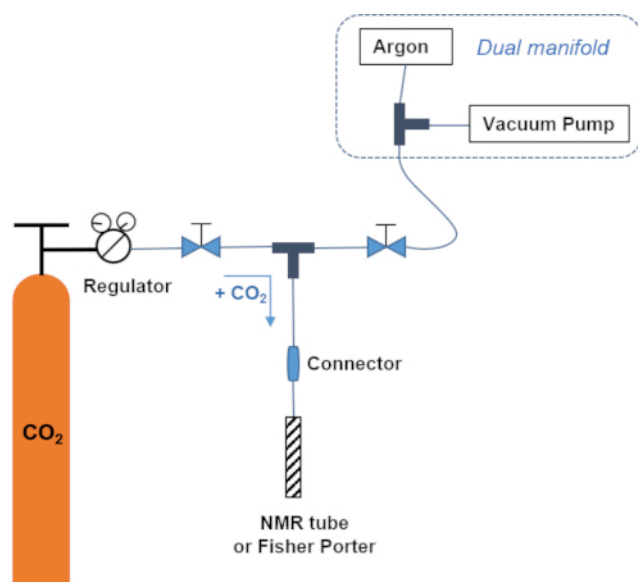 Argon
Dual manifold
Vacuum Pump
Regulator
+ CO₂
Connector
CO₂
NMR tube
or Fisher Porter